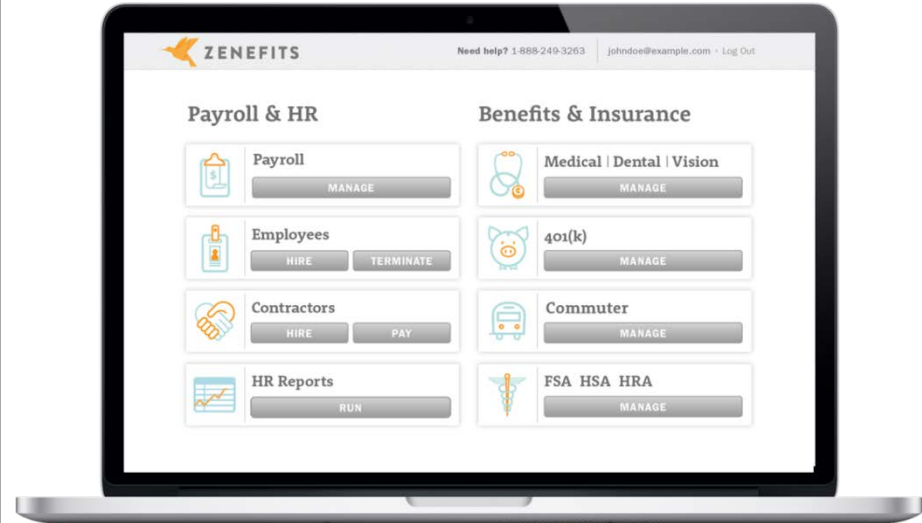 ZENEFITS
Need help? 1-888-249-3263
johndoe@example.com • Log Out
Payroll & HR
Payroll
MANAGE
Employees
HIRE TERMINATE
Contractors
HIRE PAY
HR Reports
RUN
Benefits & Insurance
Medical | Dental | Vision
MANAGE
401(k)
MANAGE
Commuter
MANAGE
FSA HSA HRA
MANAGE